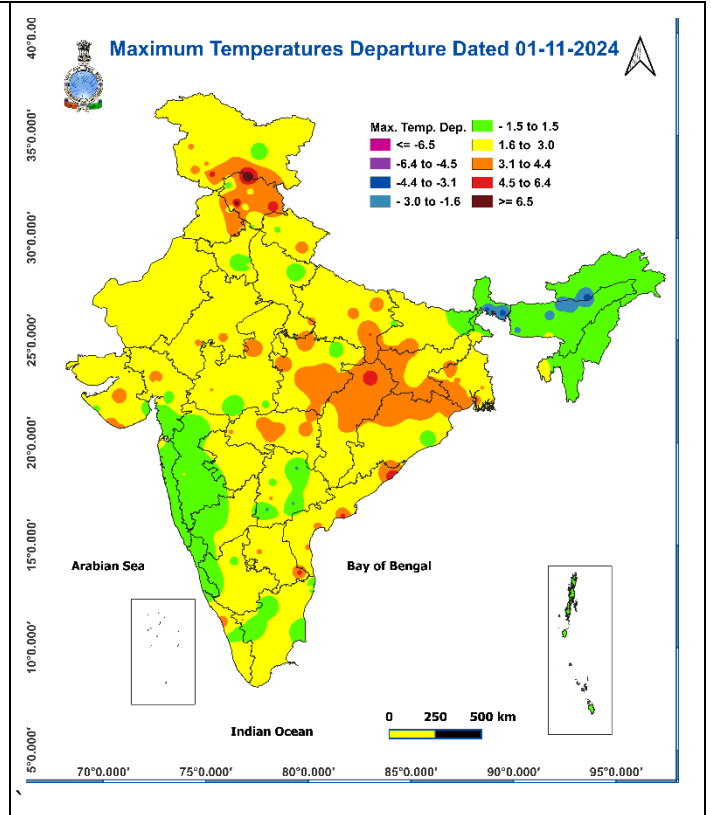 Maximum Temperatures Departure Dated 01-11-2024
Max. Temp. Dep.
<= -6.5
-6.4 to -4.5
-4.4 to -3.1
- 3.0 to -1.6
- 1.5 to 1.5
1.6 to 3.0
3.1 to 4.4
4.5 to 6.4
>= 6.5
40°0.00
35°0.000'
30°0.000'
25°0.000'
20°0.000'
15°0.000'
10°0.000'
5°0.000'
Arabian Sea
Bay of Bengal
Indian Ocean
0 250 500 km
70°0.000' 75°0.000' 80°0.000' 85°0.000' 90°0.000' 95°0.000'
`